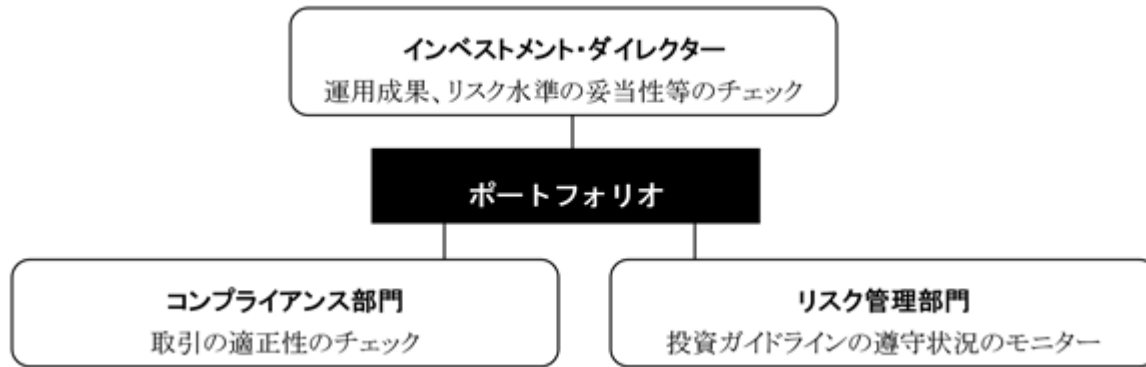 インベストメント・ダイレクター
運用成果、リスク水準の妥当性等のチェック
ポートフォリオ
コンプライアンス部門
取引の適正性のチェック
リスク管理部門
投資ガイドラインの遵守状況のモニター